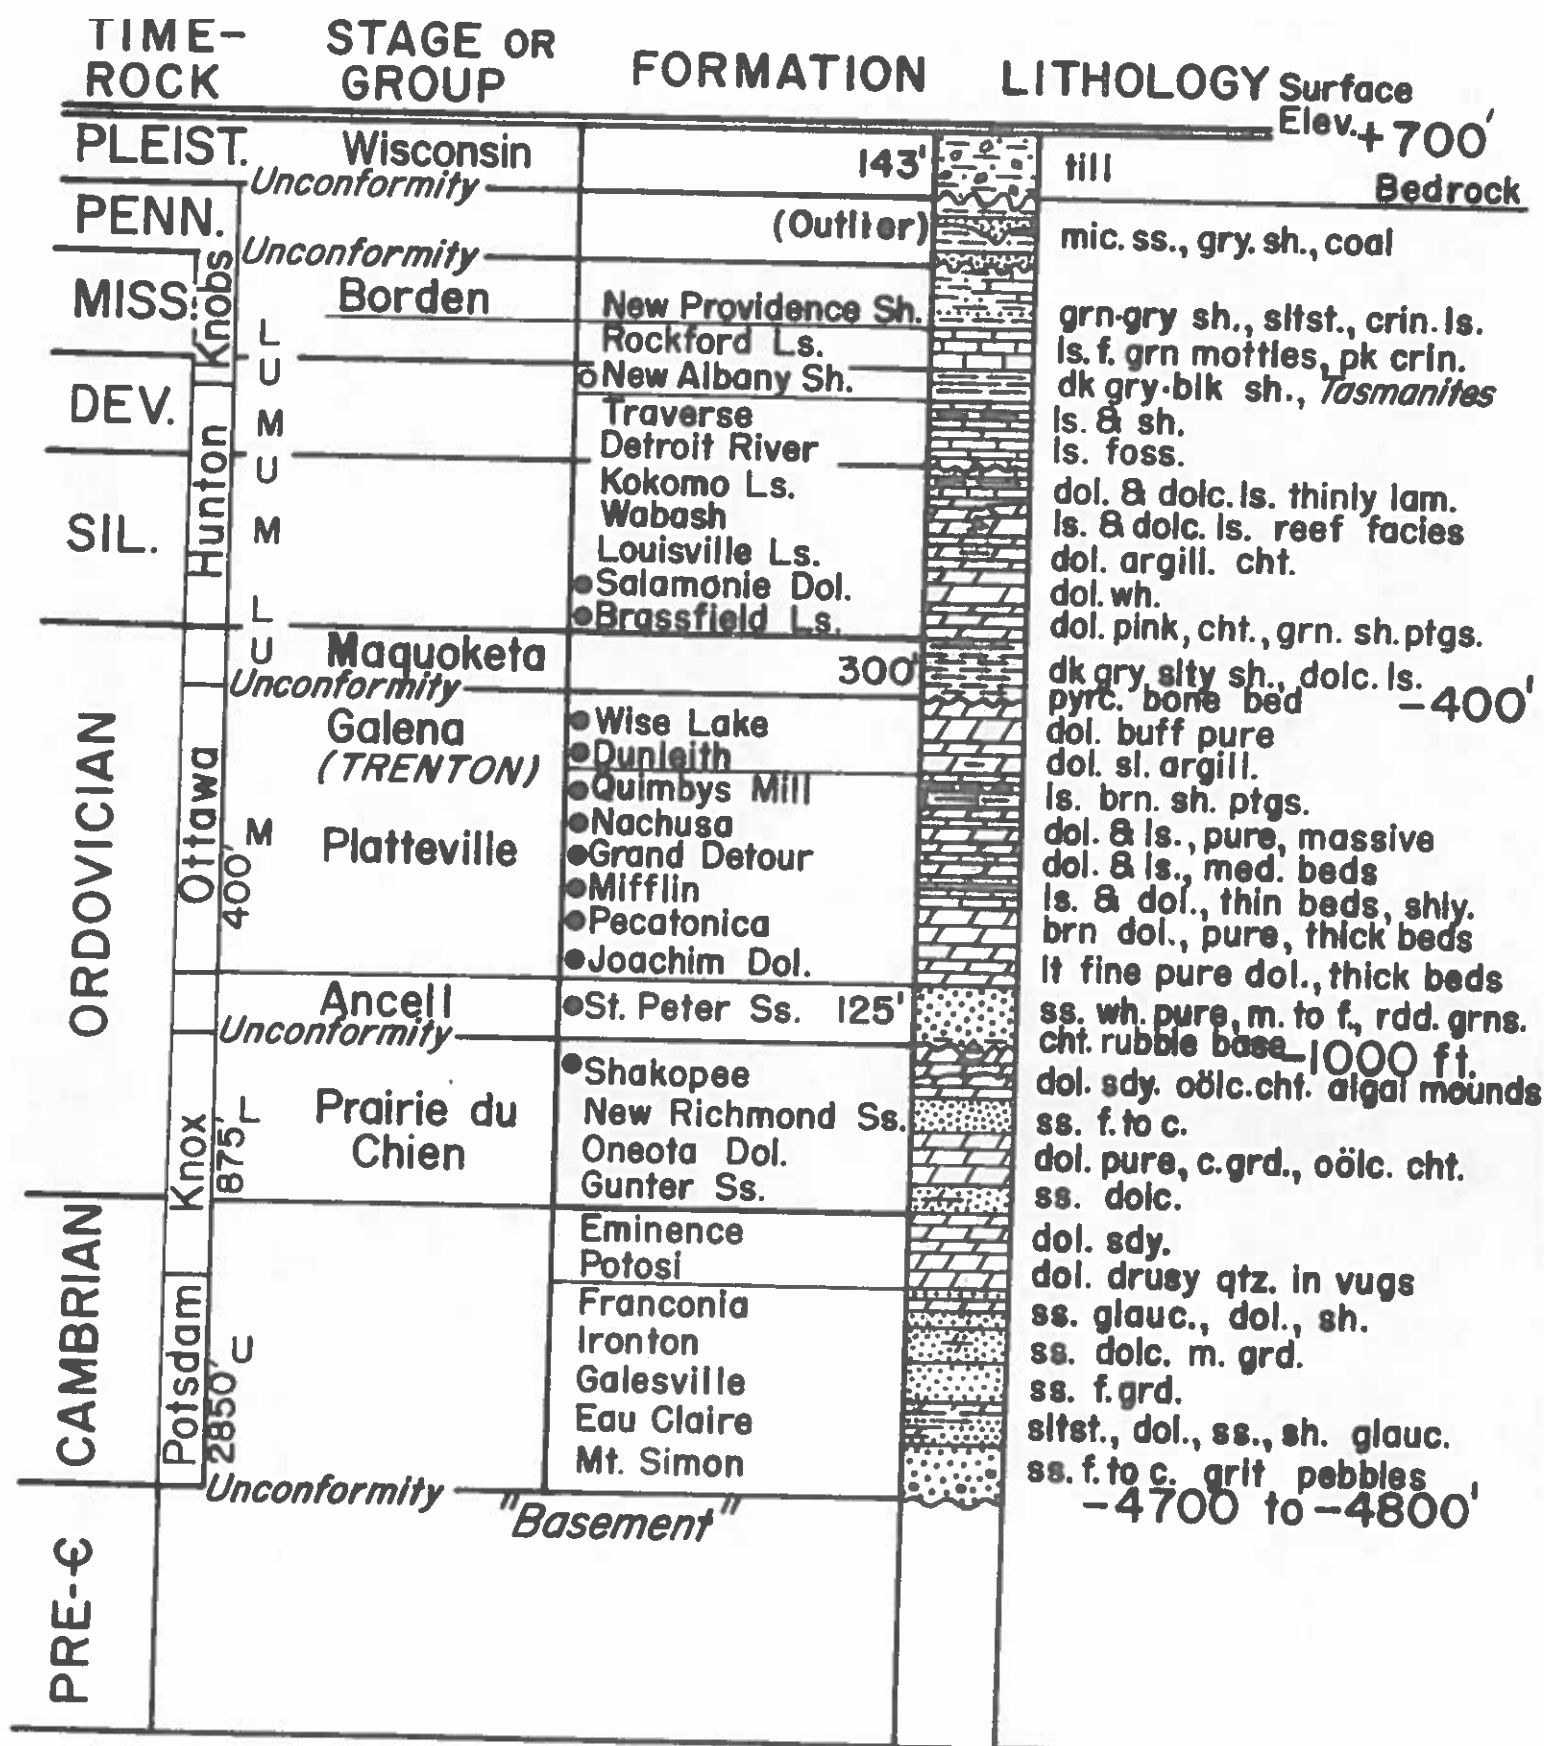 TIME-ROCK STAGE OR GROUP FORMATION LITHOLOGY Surface Elev. +700'
PLEIST. Wisconsin 143' till
Unconformity Bedrock
PENN. (Outlier) mic. ss., gry. sh., coal
Unconformity
MISS. Knobs Borden New Providence Sh. grn-gry sh., sltst., crin. ls.
L Rockford Ls. ls. f. grn mottles, pk crin.
U New Albany Sh. dk gry-blk sh., Tasmanites
DEV. M Traverse ls. & sh.
Detroit River ls. foss.
Hunton U Kokomo Ls. dol. & dolc. ls. thinly lam.
SIL. M Wabash ls. & dolc. ls. reef facies
Louisville Ls. dol. argill. cht.
Salamonie Dol. dol. wh.
L Brassfield Ls. dol. pink, cht., grn. sh. ptgs.
U Maquoketa 300' dk gry slty sh., dolc. ls.
Unconformity pyrc. bone bed -400'
ORDOVICIAN Galena Wise Lake dol. buff pure
(TRENTON) Dunleith dol. sl. argill.
Quimbys Mill ls. brn. sh. ptgs.
Ottawa 400' M Nachusa dol. & ls., pure, massive
Platteville Grand Detour dol. & ls., med. beds
Mifflin ls. & dol., thin beds, shly.
Pecatonica brn dol., pure, thick beds
Joachim Dol. lt fine pure dol., thick beds
Ancell St. Peter Ss. 125' ss. wh. pure, m. to f., rdd. grns.
Unconformity cht. rubble base -1000 ft.
Shakopee dol. sdy. oölc. cht. algal mounds
Knox 875' L Prairie du Chien New Richmond Ss. ss. f. to c.
Oneota Dol. dol. pure, c. grd., oölc. cht.
Gunter Ss. ss. dolc.
CAMBRIAN Eminence dol. sdy.
Potosi dol. drusy qtz. in vugs
Franconia ss. glauc., dol., sh.
Potsdam 2850' U Ironton ss. dolc. m. grd.
Galesville ss. f. grd.
Eau Claire sltst., dol., ss., sh. glauc.
Mt. Simon ss. f. to c. grit pebbles
Unconformity "Basement" -4700 to -4800'
PRE-Є